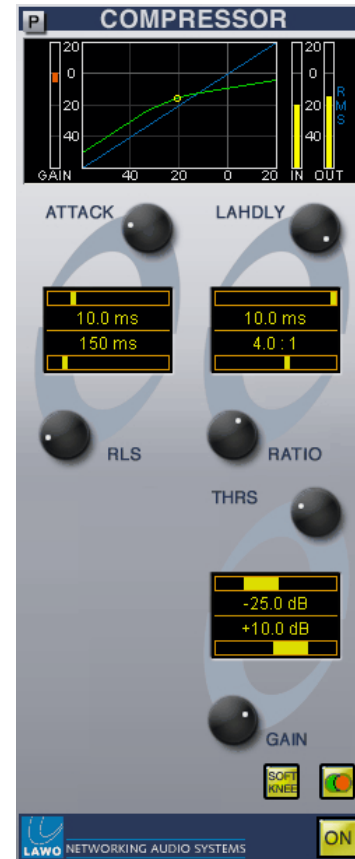 P COMPRESSOR
20 20
0 0
20 20
40 40
RMS
GAIN 40 20 0 20 IN OUT
ATTACK LAHDLY
10.0 ms 10.0 ms
150 ms 4.0 : 1
RLS RATIO
THRS
-25.0 dB
+10.0 dB
GAIN
SOFT
KNEE
LAWO NETWORKING AUDIO SYSTEMS ON